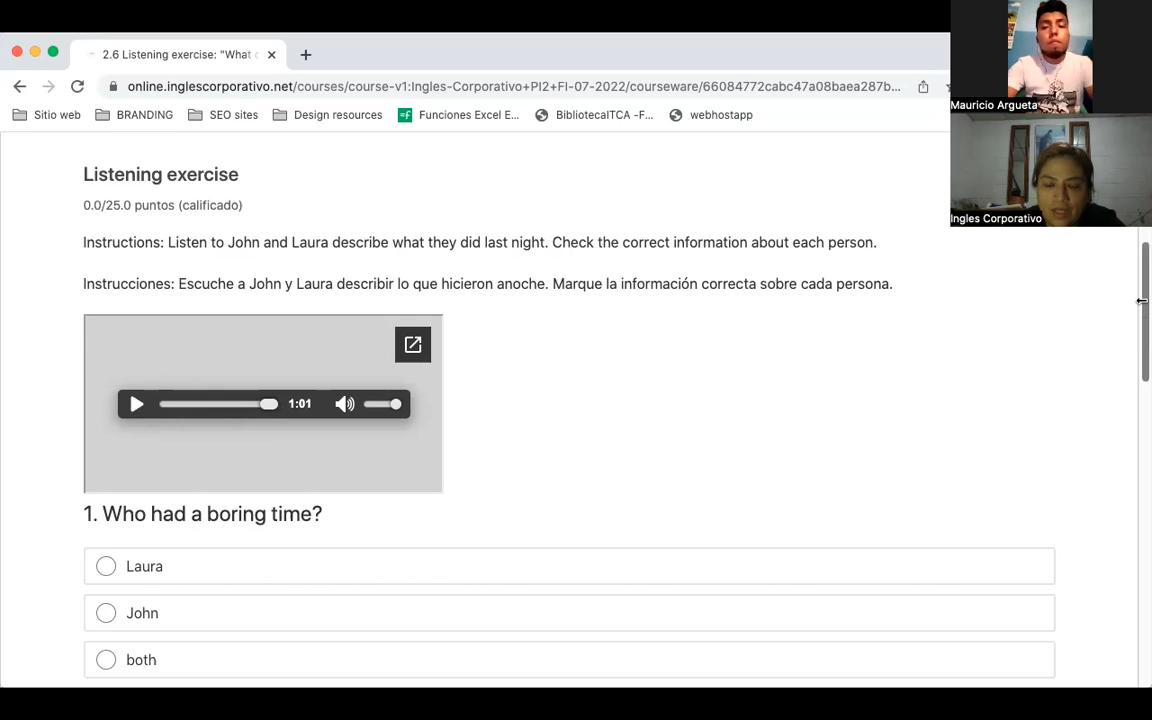 2.6 Listening exercise: "What
online.inglescorporativo.net/courses/course-v1:Ingles-Corporativo+PI2+FI-07-2022/courseware/66084772cabc47a08baea287b...
Sitio web BRANDING SEO sites Design resources Funciones Excel E... BibliotecaITCA -F... webhostapp
Mauricio Argueta
Ingles Corporativo
Listening exercise
0.0/25.0 puntos (calificado)
Instructions: Listen to John and Laura describe what they did last night. Check the correct information about each person.
Instrucciones: Escuche a John y Laura describir lo que hicieron anoche. Marque la información correcta sobre cada persona.
1:01
1. Who had a boring time?
Laura
John
both